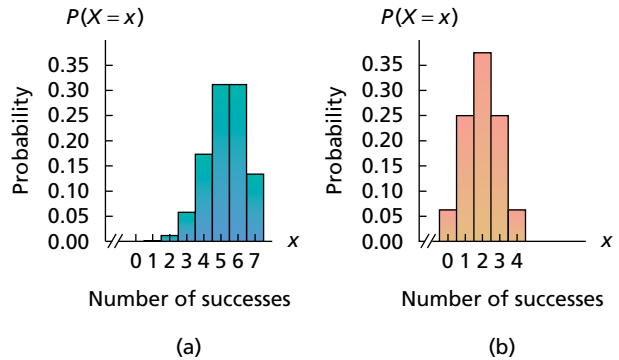 P(X = x)
Probability
0.35
0.30
0.25
0.20
0.15
0.10
0.05
0.00
0 1 2 3 4 5 6 7
x
Number of successes
(a)
P(X = x)
Probability
0.35
0.30
0.25
0.20
0.15
0.10
0.05
0.00
0 1 2 3 4
x
Number of successes
(b)